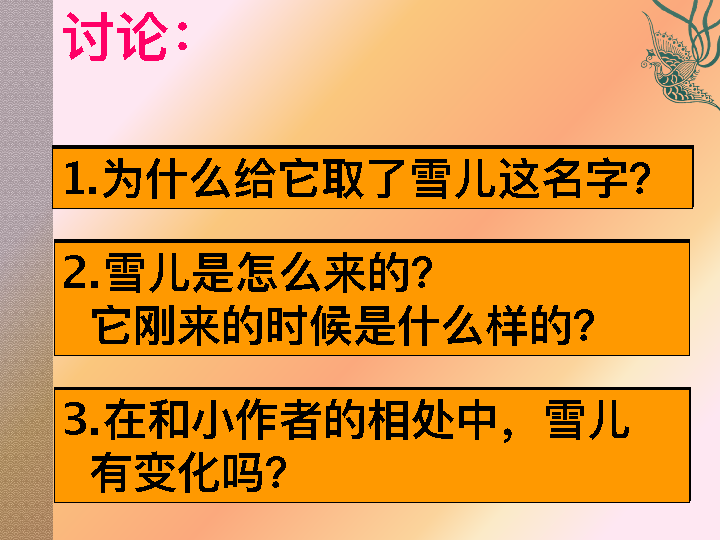 讨论：
1.为什么给它取了雪儿这名字?
2.雪儿是怎么来的?
它刚来的时候是什么样的?
3.在和小作者的相处中，雪儿
有变化吗?